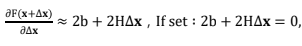 ∂F(𝐱+Δ𝐱)/∂Δ𝐱 ≈ 2b + 2HΔ𝐱 , If set : 2b + 2HΔ𝐱 = 0,